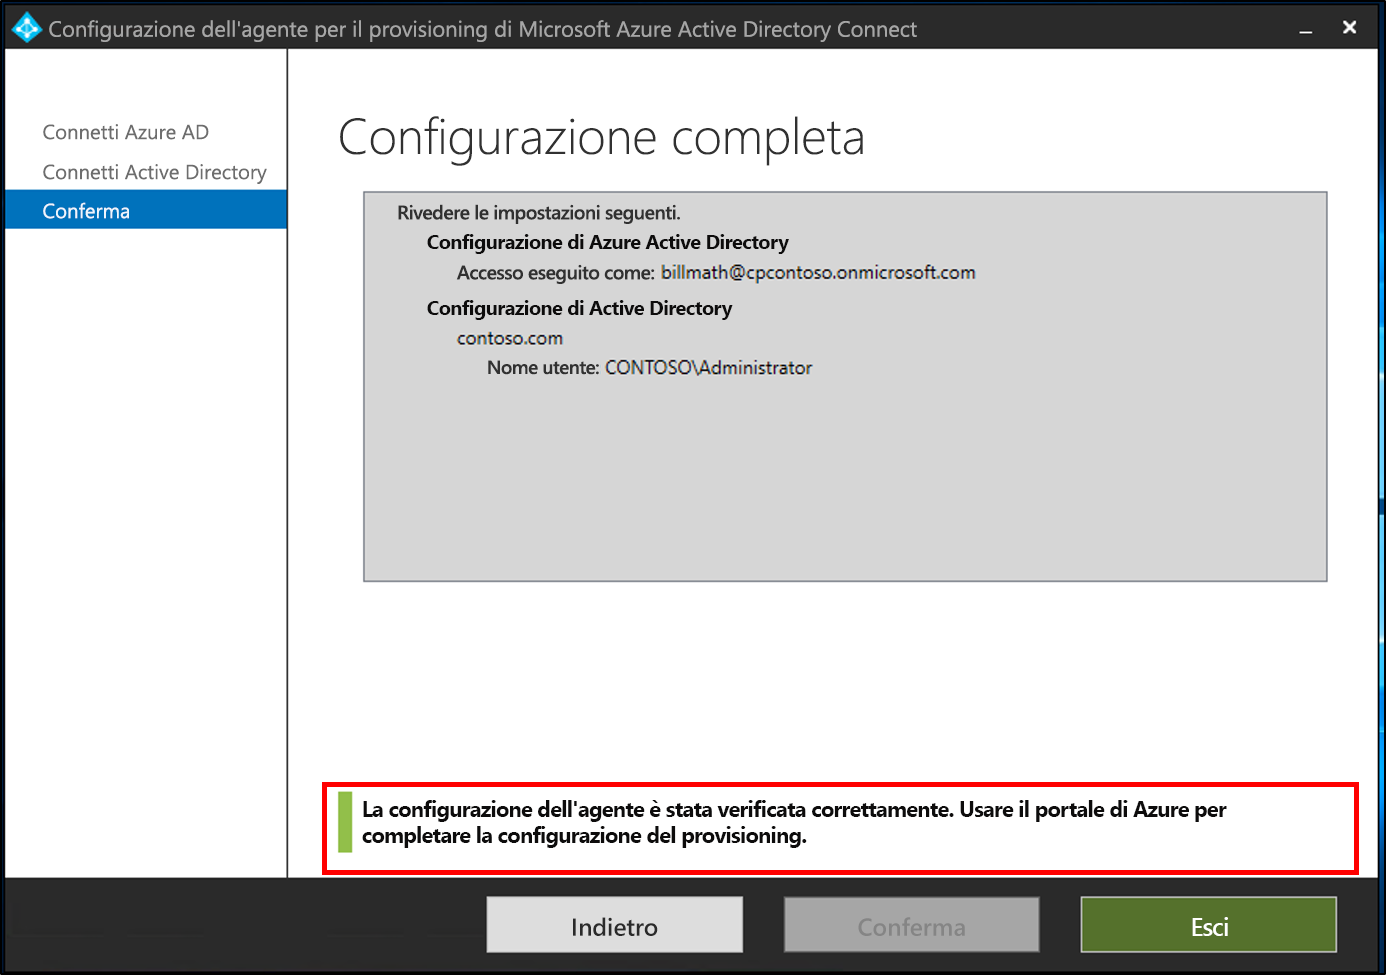 Configurazione dell'agente per il provisioning di Microsoft Azure Active Directory Connect
Connetti Azure AD
Connetti Active Directory
Conferma
Configurazione completa
Rivedere le impostazioni seguenti.
Configurazione di Azure Active Directory
Accesso eseguito come: billmath@cpcontoso.onmicrosoft.com
Configurazione di Active Directory
contoso.com
Nome utente: CONTOSO\Administrator
La configurazione dell'agente è stata verificata correttamente. Usare il portale di Azure per
completare la configurazione del provisioning.
Indietro
Conferma
Esci